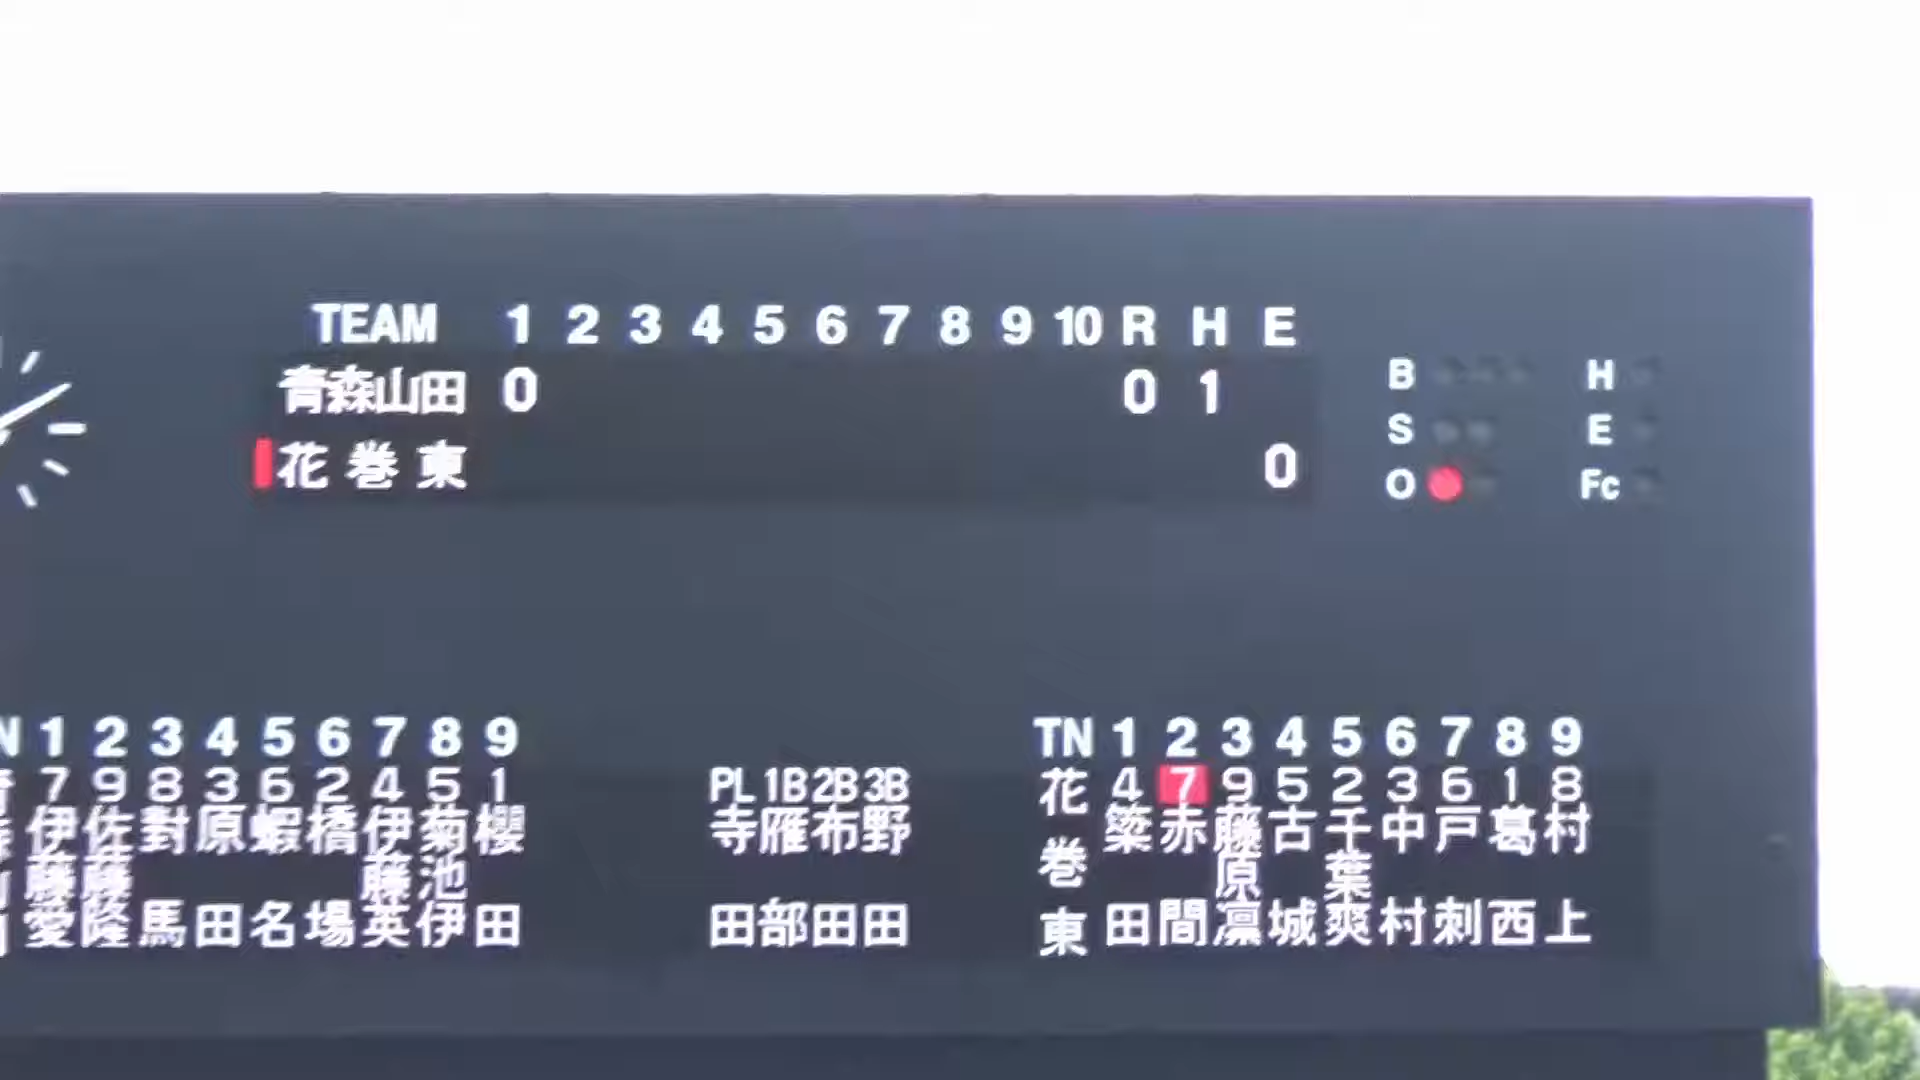 TEAM 1 2 3 4 5 6 7 8 9 10 R H E
青森山田 0 0 1
花巻東 0
B H
S E
O Fc
1 2 3 4 5 6 7 8 9
7 9 8 3 6 2 4 5 1
伊藤愛 佐藤隆 對馬 原田 蝦名 橋場 伊藤英 菊池伊 櫻田
PL 1B 2B 3B
寺田 雁部 布田 野田
TN 1 2 3 4 5 6 7 8 9
花巻東 4 7 9 5 2 3 6 1 8
簗田 赤間 藤原凛 古城 千葉爽 中村 戸刺 葛西 村上